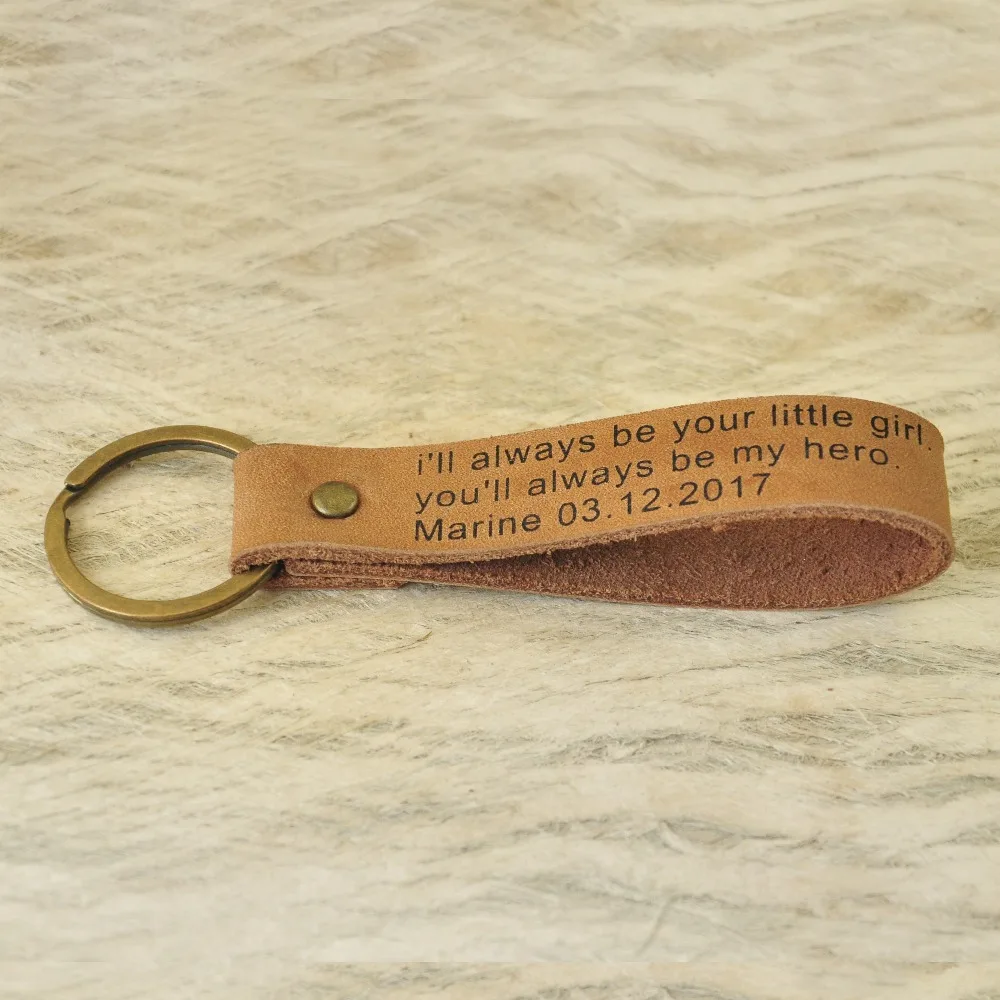 i'll always be your little girl.
you'll always be my hero.
Marine 03.12.2017